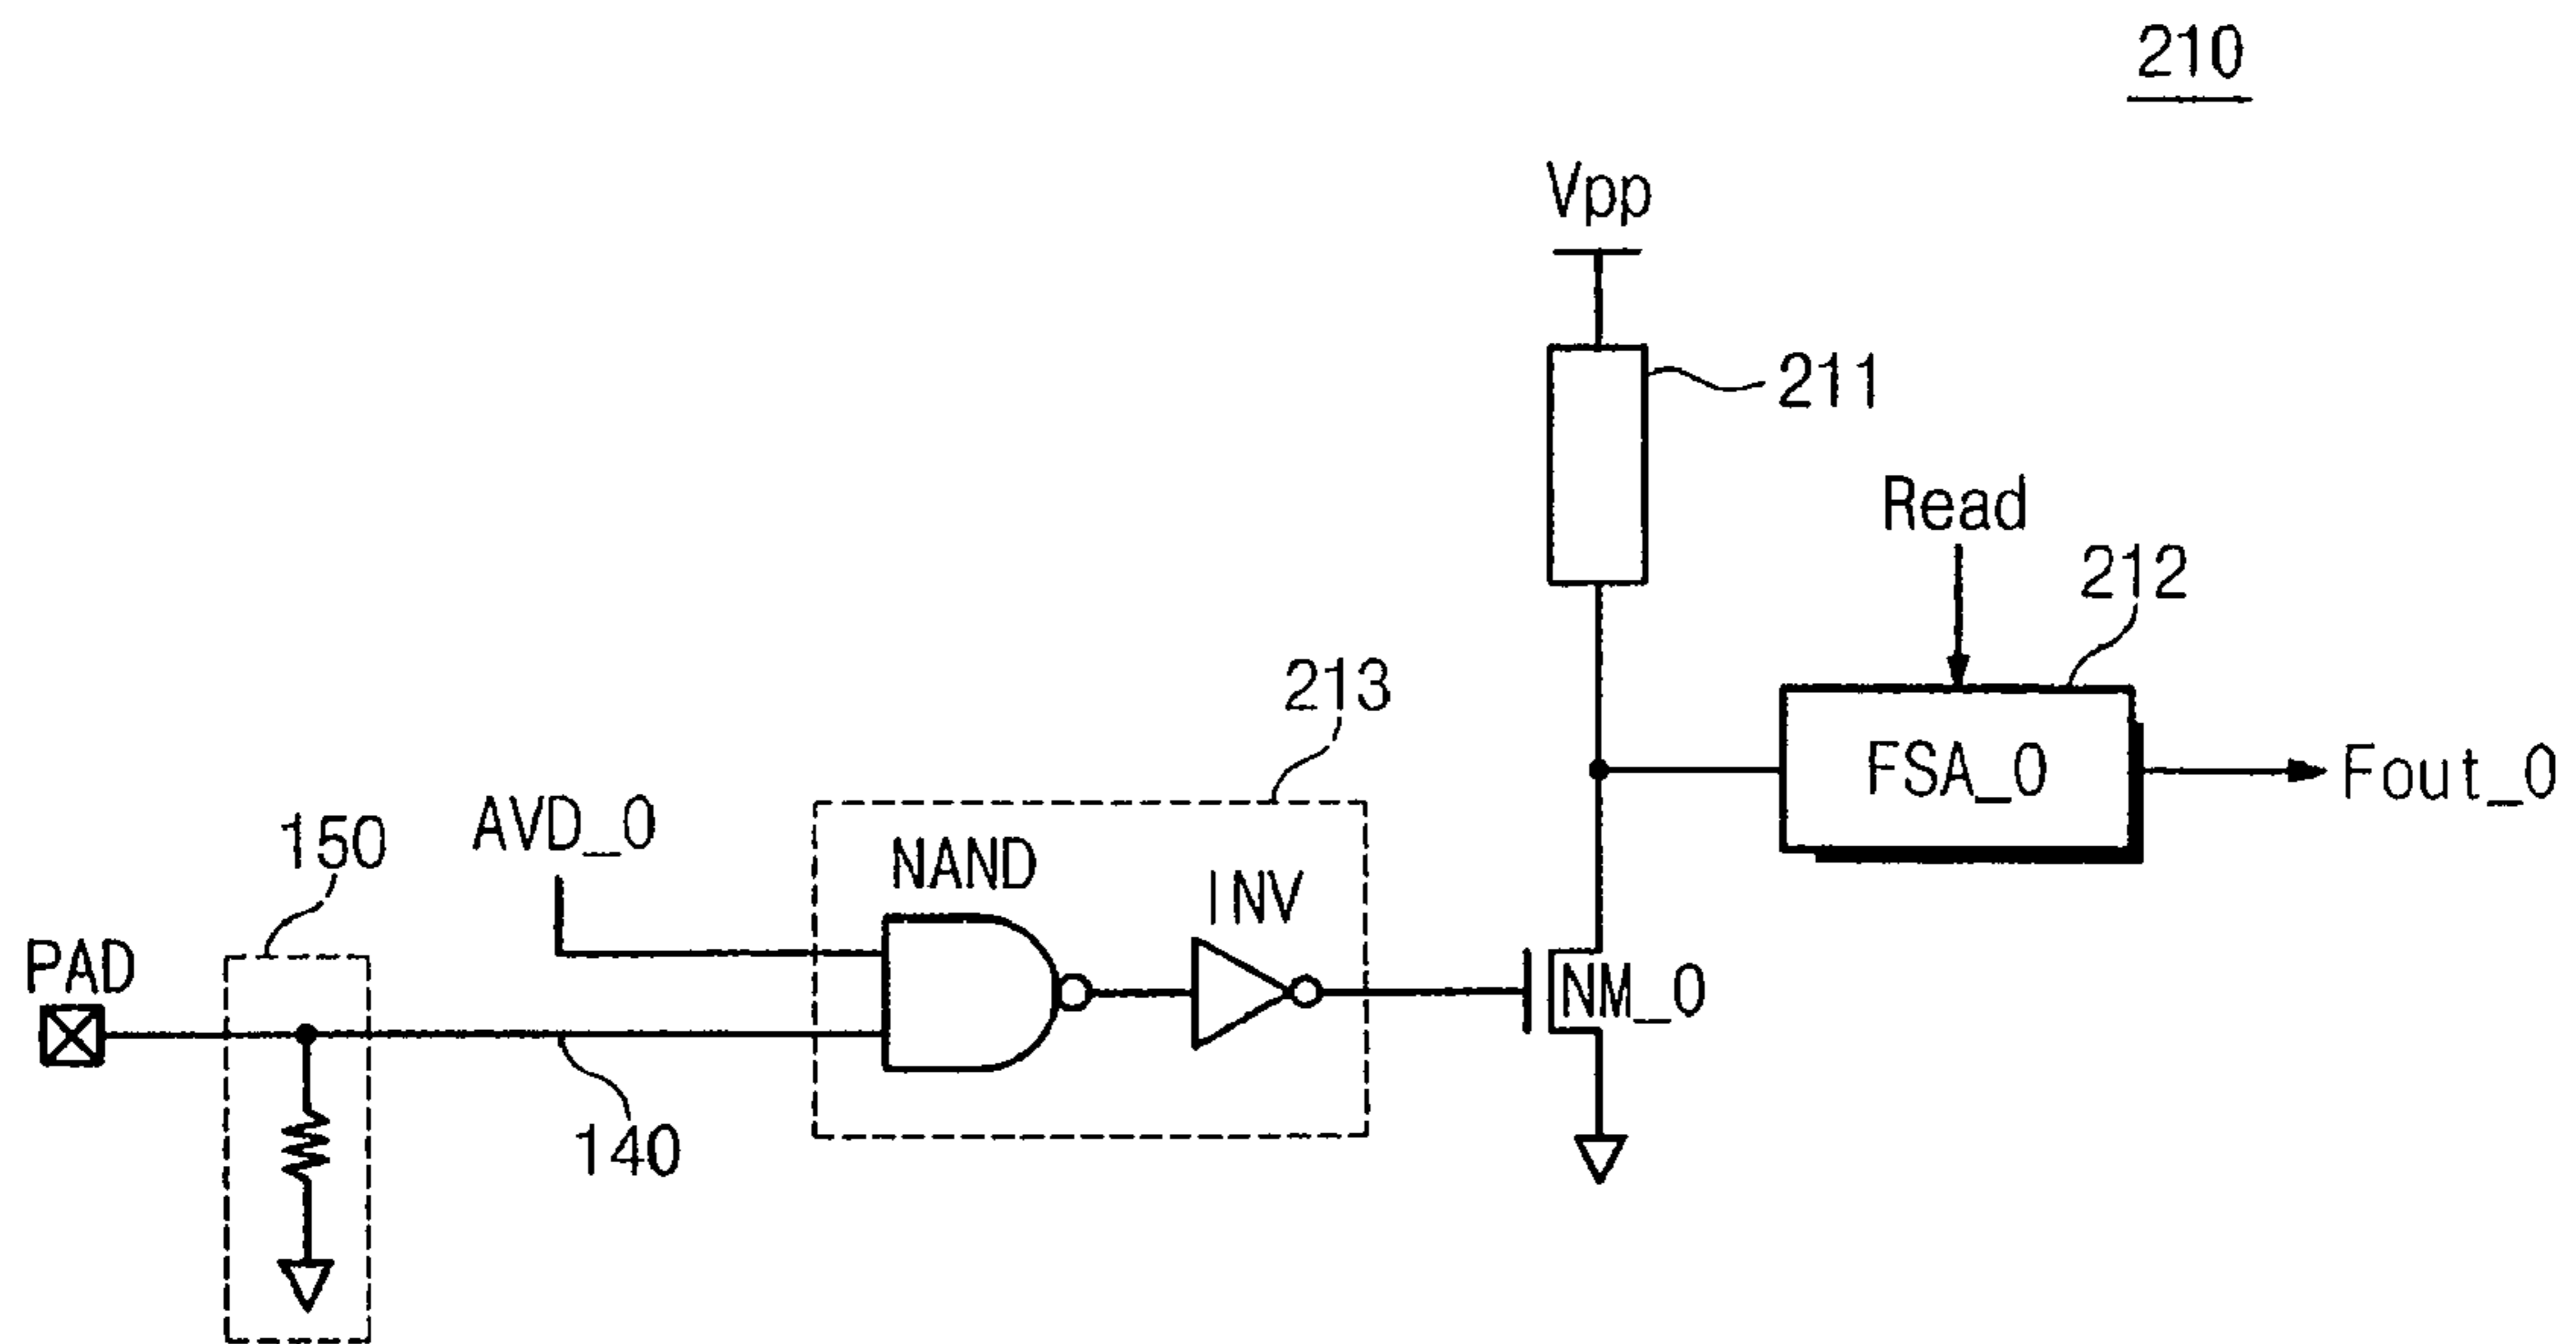 210
Vpp
211
Read
212
213
FSA_0
Fout_0
AVD_0
150
NAND
INV
PAD
NM_0
140